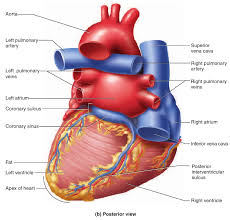 Aorta
Left pulmonary
artery
Left pulmonary
veins
Left atrium
Coronary sulcus
Coronary sinus
Fat
Left ventricle
Apex of heart
Superior
vena cava
Right pulmonary
artery
Right pulmonary
veins
Right atrium
Inferior vena cava
Posterior
interventricular
sulcus
Right ventricle
(b) Posterior view